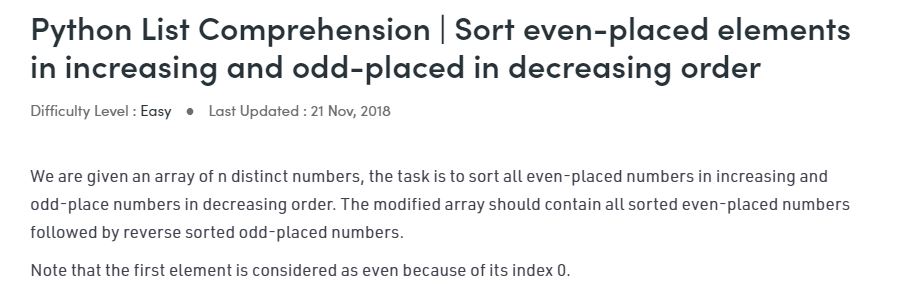 Python List Comprehension | Sort even-placed elements
in increasing and odd-placed in decreasing order
Difficulty Level : Easy ● Last Updated : 21 Nov, 2018
We are given an array of n distinct numbers, the task is to sort all even-placed numbers in increasing and
odd-place numbers in decreasing order. The modified array should contain all sorted even-placed numbers
followed by reverse sorted odd-placed numbers.
Note that the first element is considered as even because of its index 0.